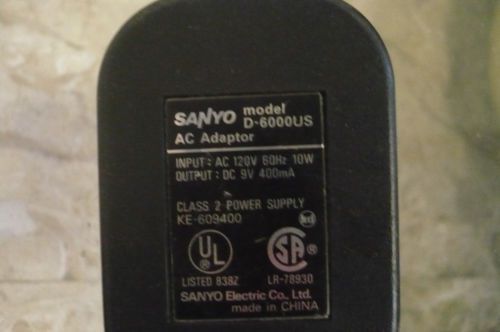 SANYO model
D-6000US
AC Adaptor
INPUT: AC 120V 60Hz 10W
OUTPUT: DC 9V 400mA
CLASS 2 POWER SUPPLY
KE-609400
UL ®
SA ®
LISTED 838Z LR-78930
SANYO Electric Co., Ltd.
made in CHINA